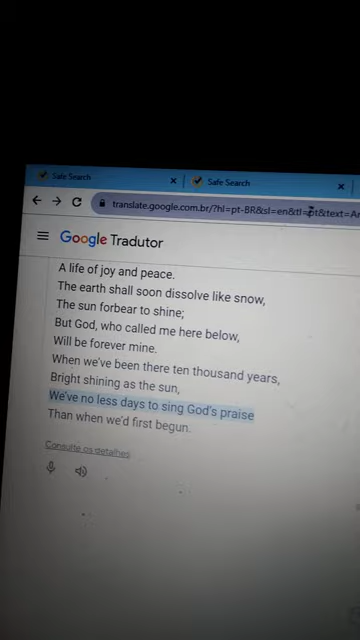 Safe Search
Safe Search
translate.google.com.br/?hl=pt-BR&sl=en&tl=pt&text=
Google Tradutor
A life of joy and peace.
The earth shall soon dissolve like snow,
The sun forbear to shine;
But God, who called me here below,
Will be forever mine.
When we've been there ten thousand years,
Bright shining as the sun,
We've no less days to sing God's praise
Than when we'd first begun.
Consulte os detalhes